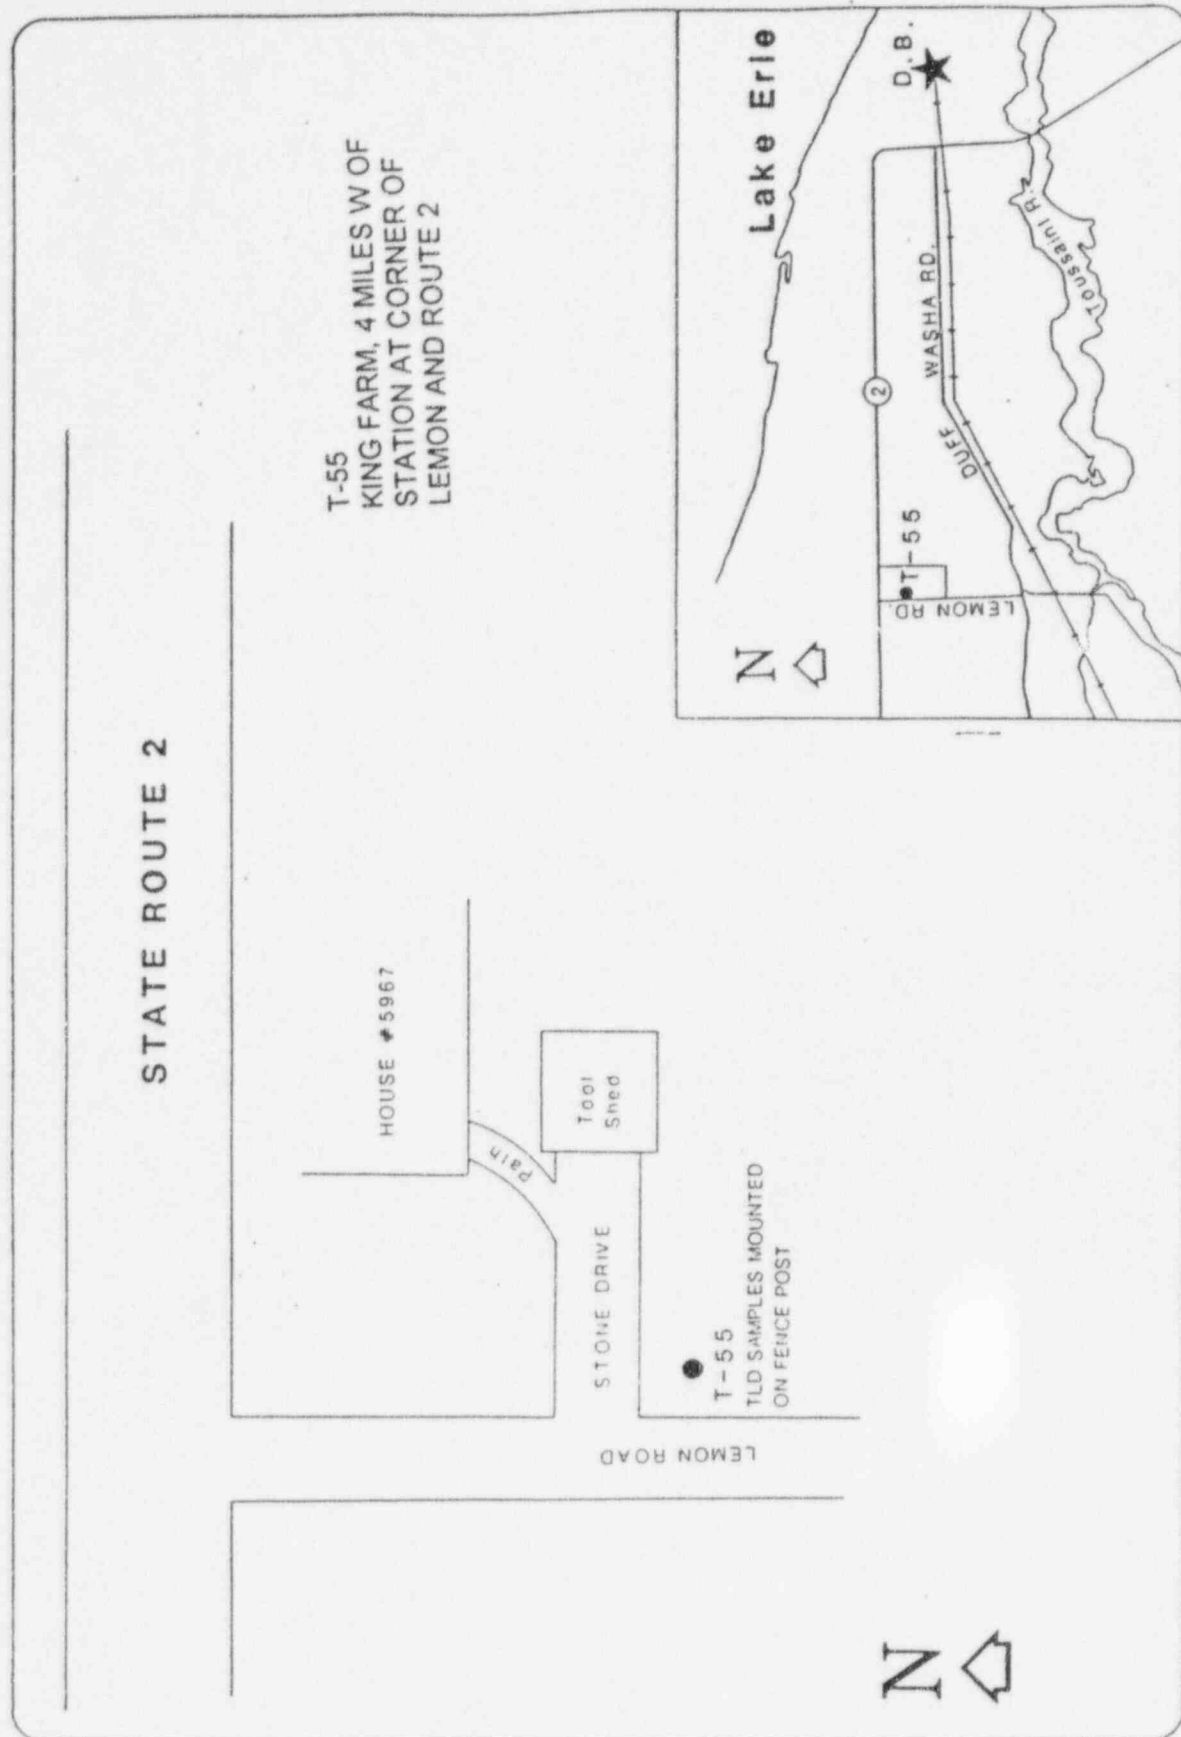 STATE ROUTE 2
T-55
KING FARM, 4 MILES W OF
STATION AT CORNER OF
LEMON AND ROUTE 2
HOUSE #5967
Path
Tool
Shed
STONE DRIVE
T-55
TLD SAMPLES MOUNTED
ON FENCE POST
LEMON ROAD
N
Lake Erie
N
D.B.
2
WASHA RD.
DUFF
T-55
LEMON RD.
Toussaint R.